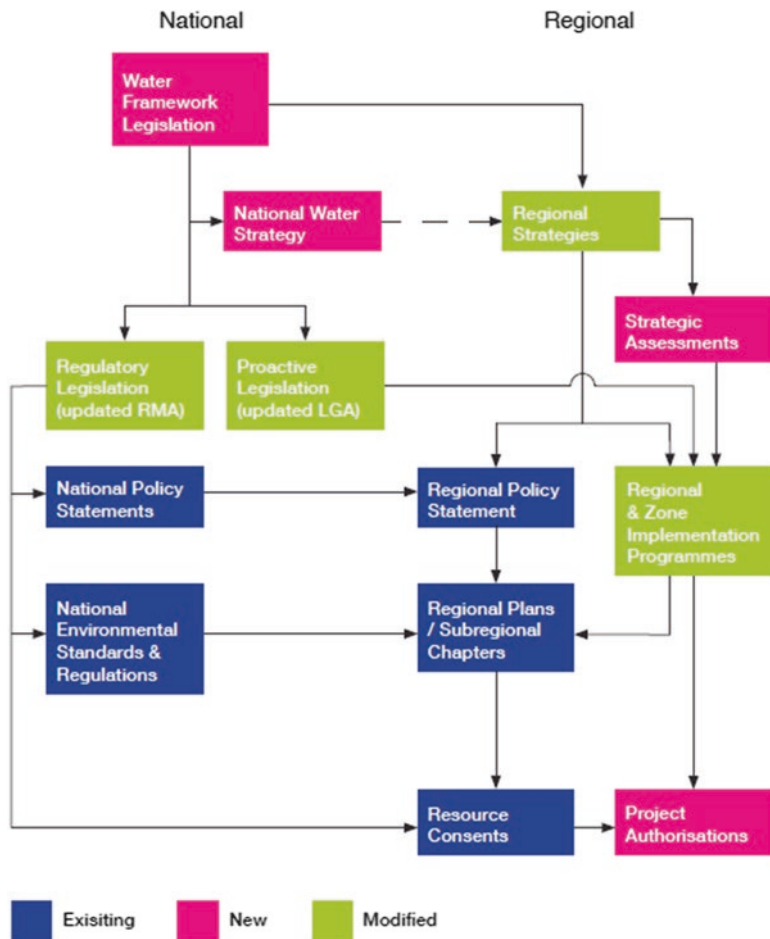 National
Regional
Water
Framework
Legislation
National Water
Strategy
Regional
Strategies
Strategic
Assessments
Regulatory
Legislation
(updated RMA)
Proactive
Legislation
(updated LGA)
National Policy
Statements
Regional Policy
Statement
Regional
& Zone
Implementation
Programmes
National
Environmental
Standards &
Regulations
Regional Plans
/ Subregional
Chapters
Resource
Consents
Project
Authorisations
Exisiting
New
Modified